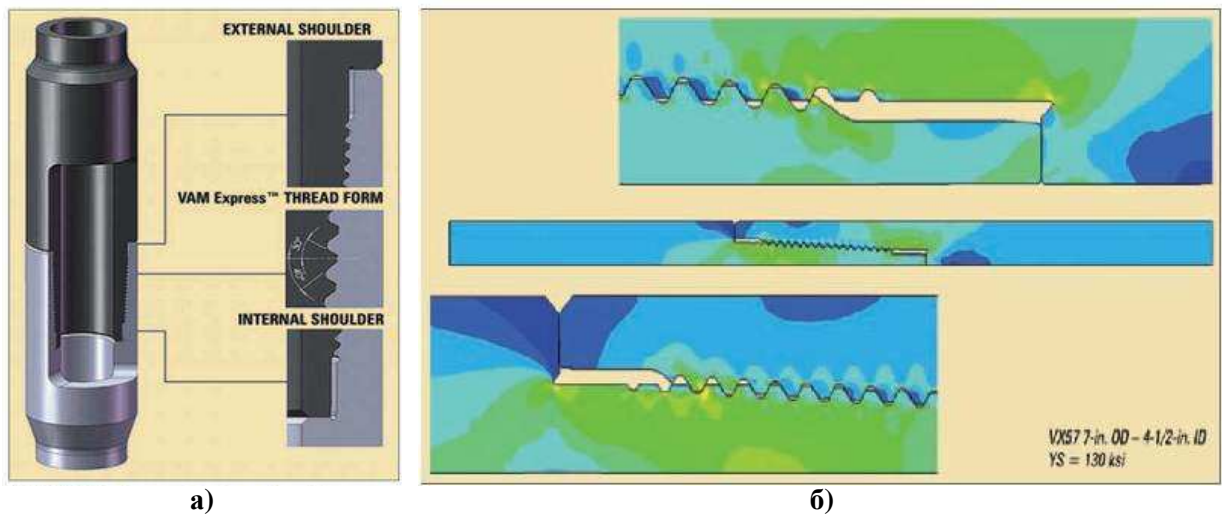 EXTERNAL SHOULDER
VAM Express™ THREAD FORM
INTERNAL SHOULDER
VX57 7-in. OD – 4-1/2-in. ID
YS = 130 ksi
а)
б)